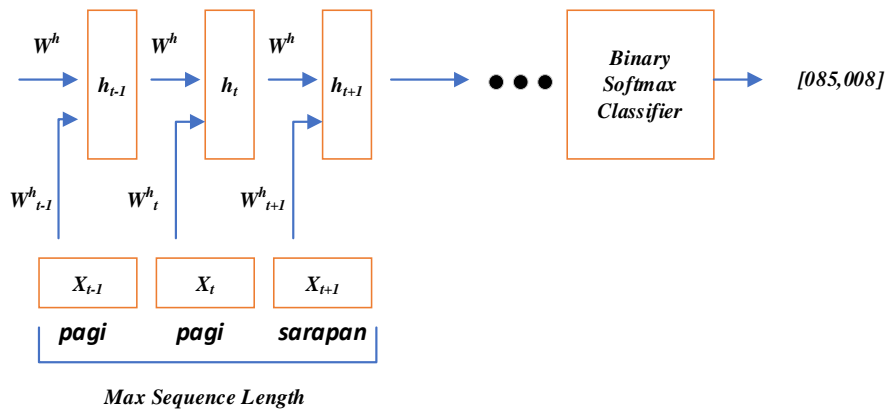 W^h W^h W^h
h_{t-1} h_t h_{t+1}
Binary
Softmax
Classifier
[085,008]
W^h_{t-1} W^h_t W^h_{t+1}
X_{t-1} X_t X_{t+1}
pagi pagi sarapan
Max Sequence Length